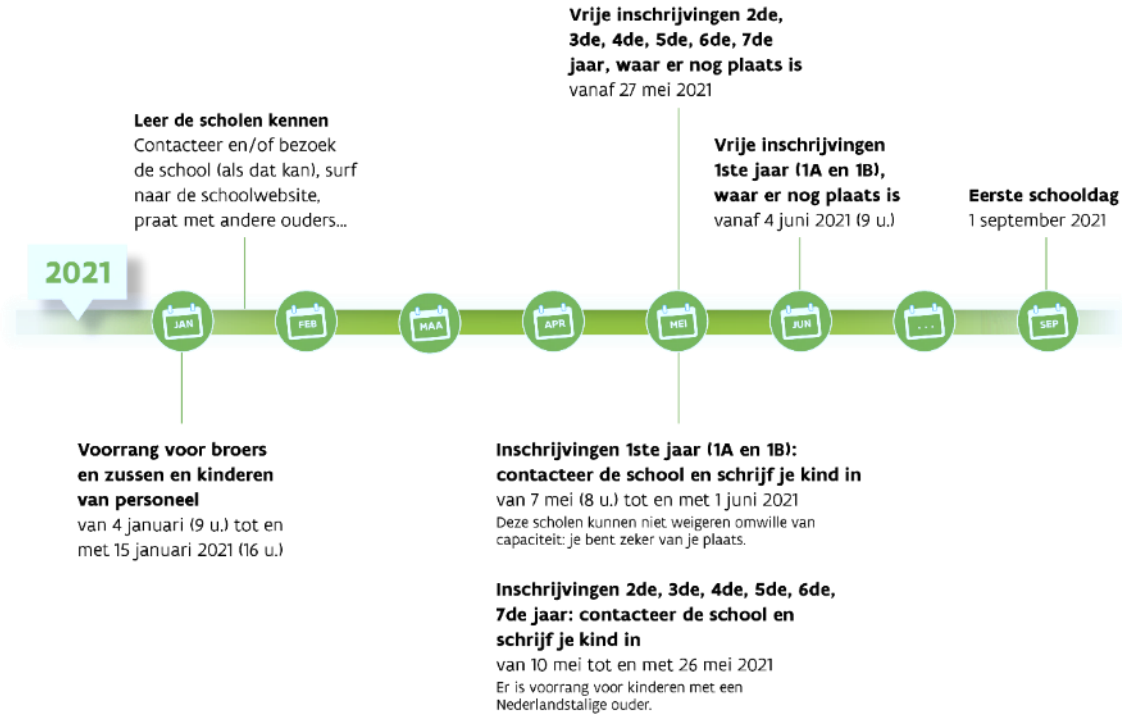 Vrije inschrijvingen 2de,
3de, 4de, 5de, 6de, 7de
jaar, waar er nog plaats is
vanaf 27 mei 2021
Leer de scholen kennen
Contacteer en/of bezoek
de school (als dat kan), surf
naar de schoolwebsite,
praat met andere ouders...
Vrije inschrijvingen
1ste jaar (1A en 1B),
waar er nog plaats is
vanaf 4 juni 2021 (9 u.)
Eerste schooldag
1 september 2021
2021
JAN
FEB
MAA
APR
MEI
JUN
...
SEP
Voorrang voor broers
en zussen en kinderen
van personeel
van 4 januari (9 u.) tot en
met 15 januari 2021 (16 u.)
Inschrijvingen 1ste jaar (1A en 1B):
contacteer de school en schrijf je kind in
van 7 mei (8 u.) tot en met 1 juni 2021
Deze scholen kunnen niet weigeren omwille van
capaciteit: je bent zeker van je plaats.
Inschrijvingen 2de, 3de, 4de, 5de, 6de,
7de jaar: contacteer de school en
schrijf je kind in
van 10 mei tot en met 26 mei 2021
Er is voorrang voor kinderen met een
Nederlandstalige ouder.